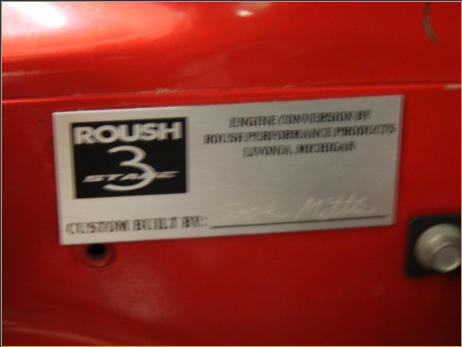 ROUSH
STAGE 3
ENGINE CONVERSION BY
ROUSH PERFORMANCE PRODUCTS
LIVONIA, MICHIGAN
CUSTOM BUILT BY: